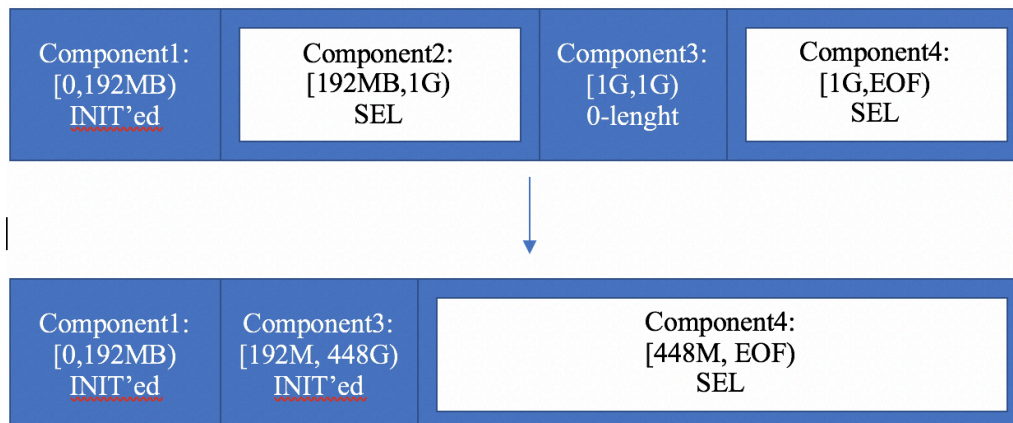 Component1:
[0,192MB)
INIT'ed
Component2:
[192MB,1G)
SEL
Component3:
[1G,1G)
0-lenght
Component4:
[1G,EOF)
SEL
Component1:
[0,192MB)
INIT'ed
Component3:
[192M, 448G)
INIT'ed
Component4:
[448M, EOF)
SEL